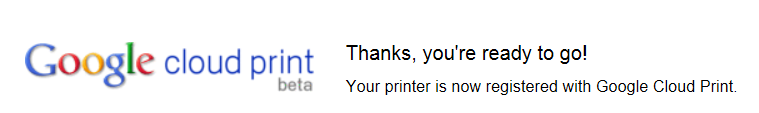 Google cloud print
beta
Thanks, you're ready to go!
Your printer is now registered with Google Cloud Print.